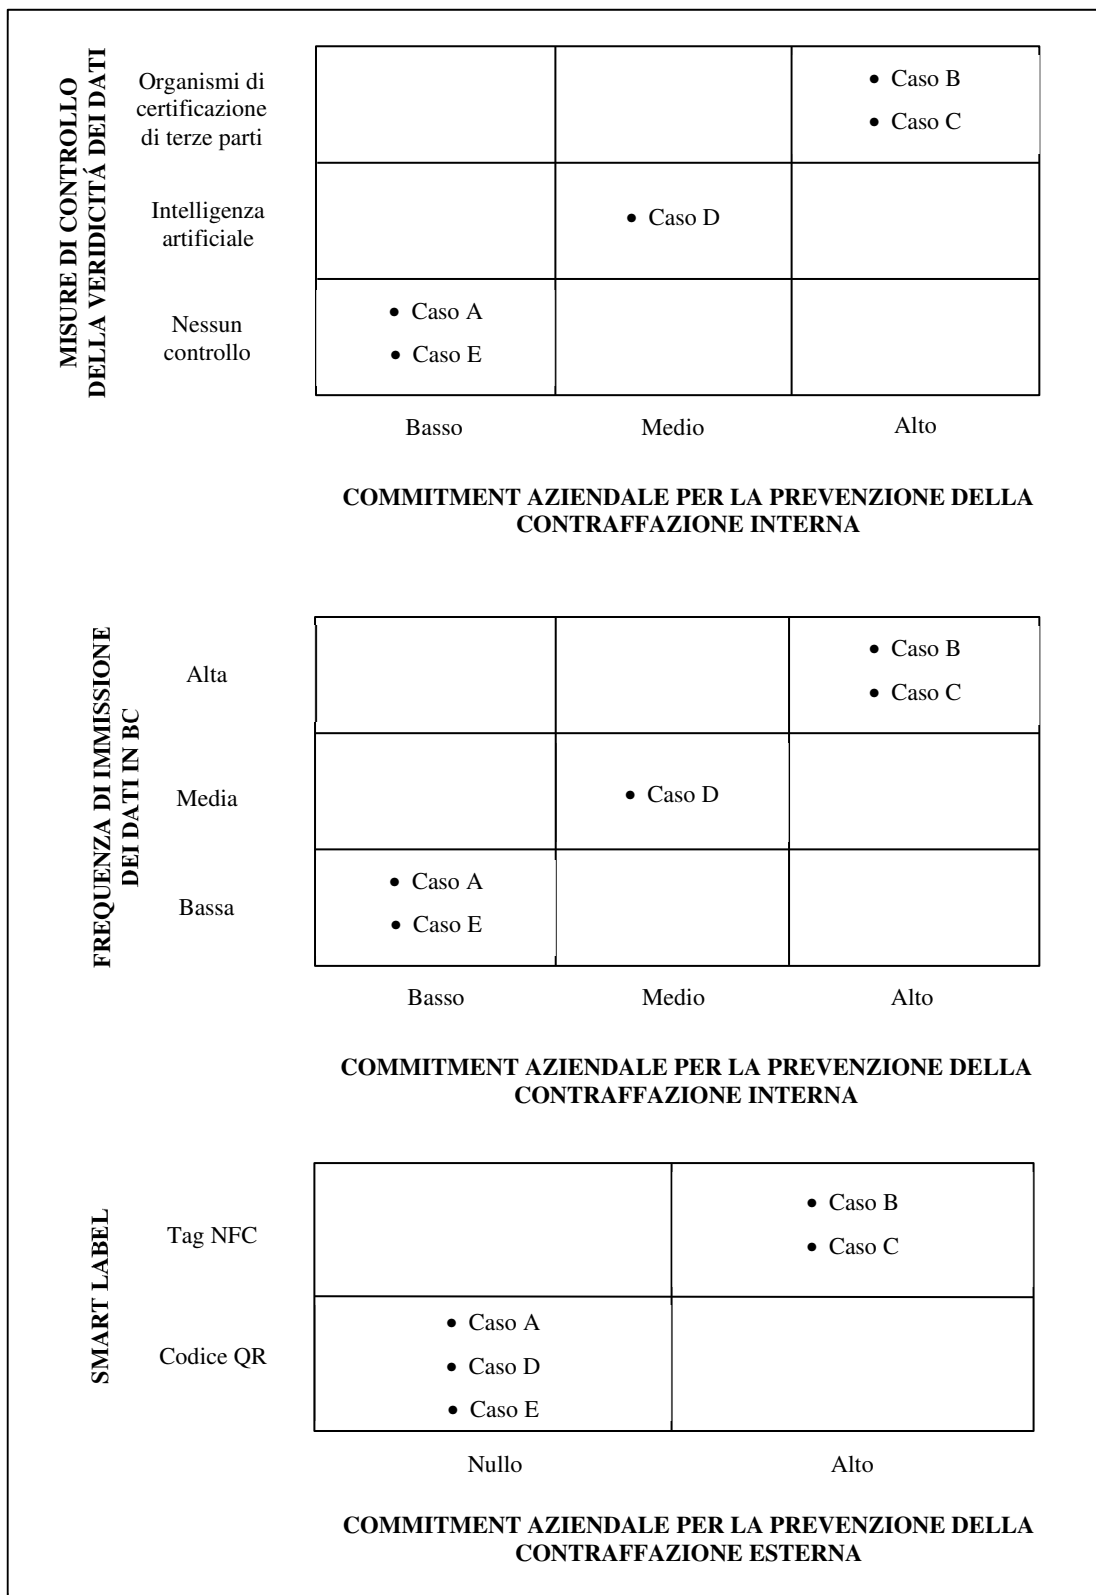 MISURE DI CONTROLLO
DELLA VERIDICITÁ DEI DATI
Organismi di
certificazione
di terze parti
• Caso B
• Caso C
Intelligenza
artificiale
• Caso D
Nessun
controllo
• Caso A
• Caso E
Basso
Medio
Alto
COMMITMENT AZIENDALE PER LA PREVENZIONE DELLA
CONTRAFFAZIONE INTERNA
FREQUENZA DI IMMISSIONE
DEI DATI IN BC
Alta
• Caso B
• Caso C
Media
• Caso D
Bassa
• Caso A
• Caso E
Basso
Medio
Alto
COMMITMENT AZIENDALE PER LA PREVENZIONE DELLA
CONTRAFFAZIONE INTERNA
SMART LABEL
Tag NFC
• Caso B
• Caso C
Codice QR
• Caso A
• Caso D
• Caso E
Nullo
Alto
COMMITMENT AZIENDALE PER LA PREVENZIONE DELLA
CONTRAFFAZIONE ESTERNA